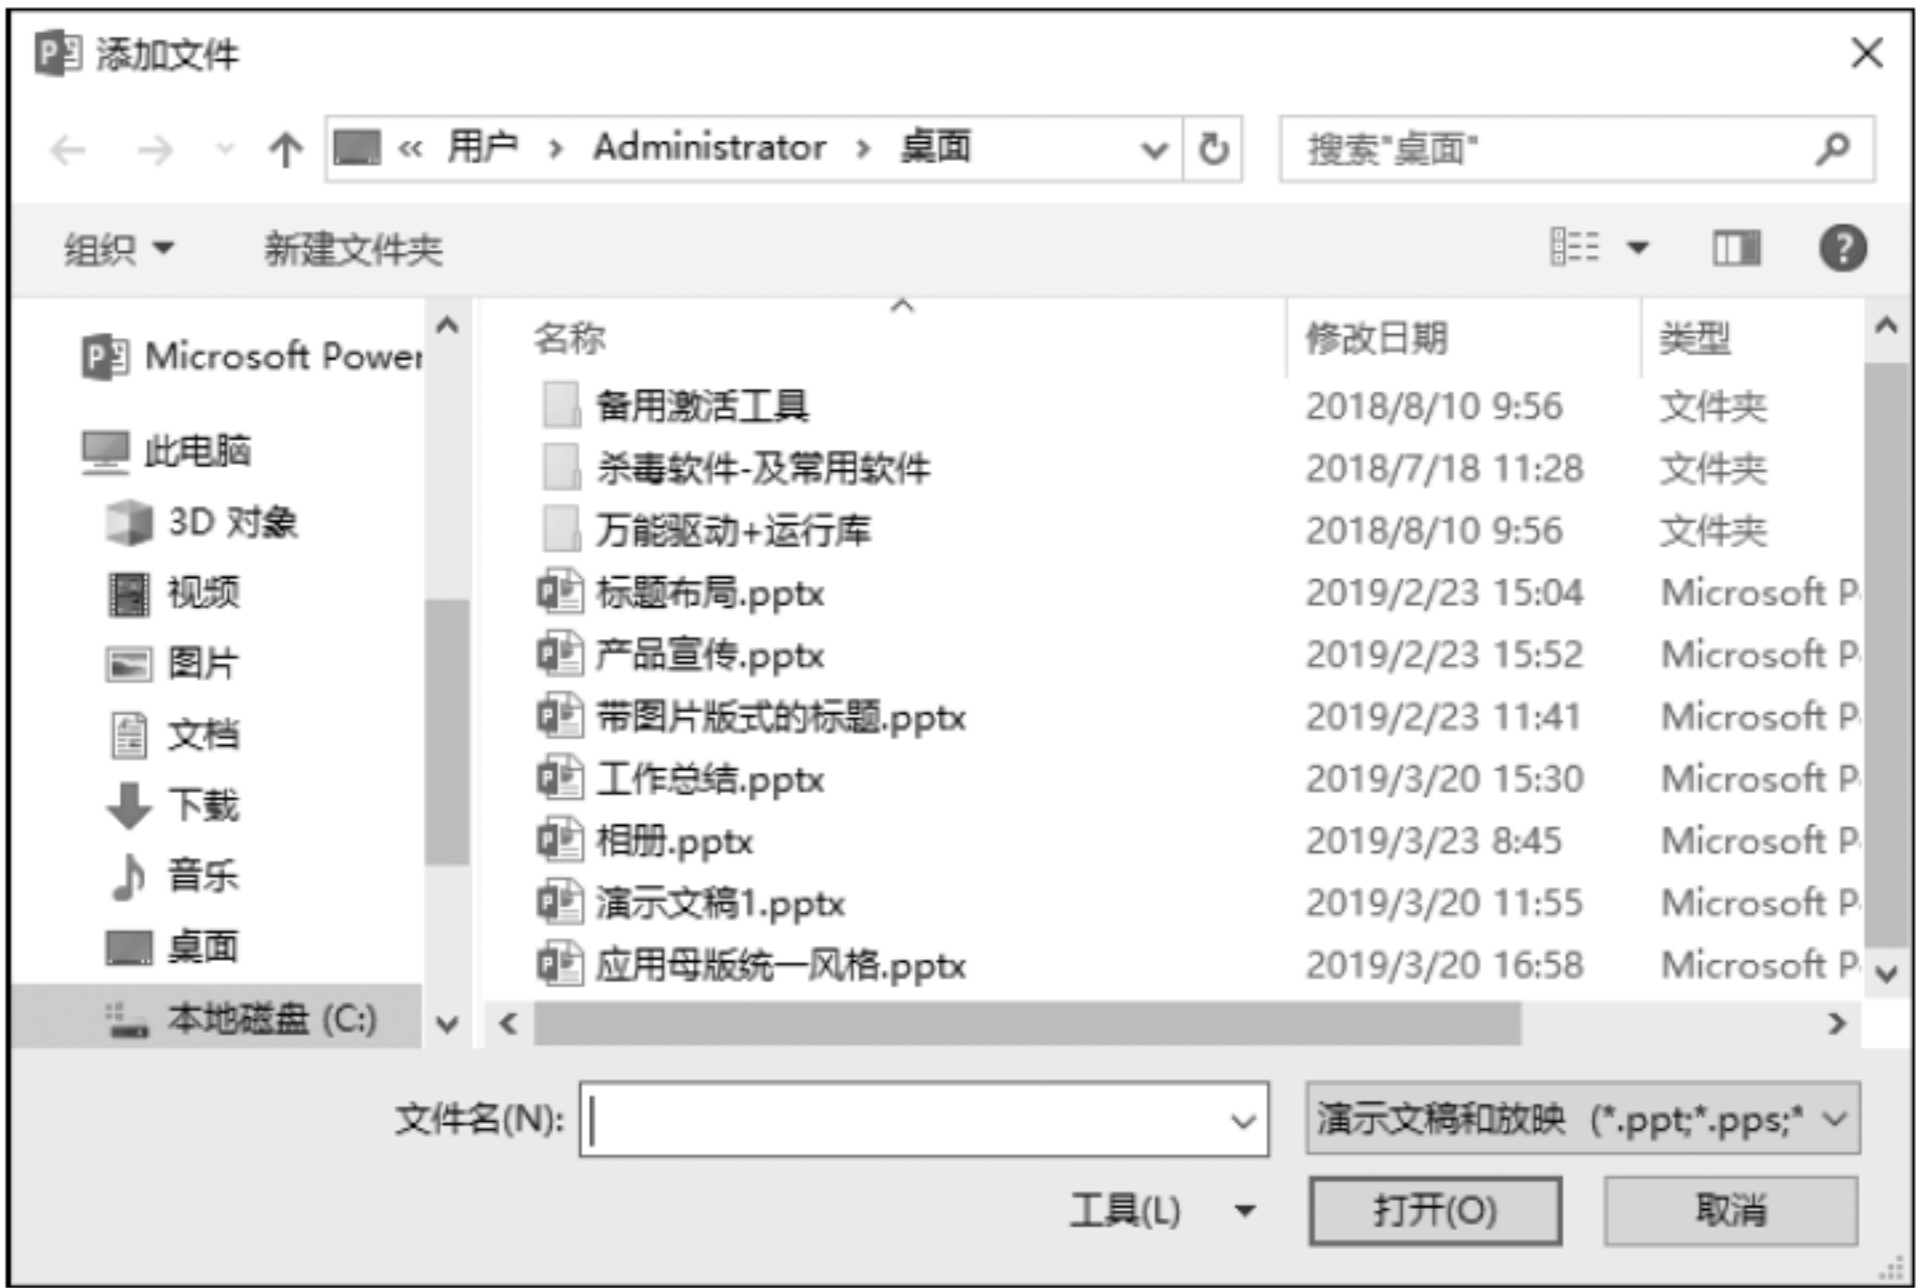 添加文件
« 用户 > Administrator > 桌面
搜索"桌面"
组织 新建文件夹
名称 修改日期 类型
Microsoft Power
此电脑
3D 对象
视频
图片
文档
下载
音乐
桌面
本地磁盘 (C:)
备用激活工具 2018/8/10 9:56 文件夹
杀毒软件-及常用软件 2018/7/18 11:28 文件夹
万能驱动+运行库 2018/8/10 9:56 文件夹
标题布局.pptx 2019/2/23 15:04 Microsoft P
产品宣传.pptx 2019/2/23 15:52 Microsoft P
带图片版式的标题.pptx 2019/2/23 11:41 Microsoft P
工作总结.pptx 2019/3/20 15:30 Microsoft P
相册.pptx 2019/3/23 8:45 Microsoft P
演示文稿1.pptx 2019/3/20 11:55 Microsoft P
应用母版统一风格.pptx 2019/3/20 16:58 Microsoft P
文件名(N):
演示文稿和放映 (*.ppt;*.pps;*
工具(L) 打开(O) 取消